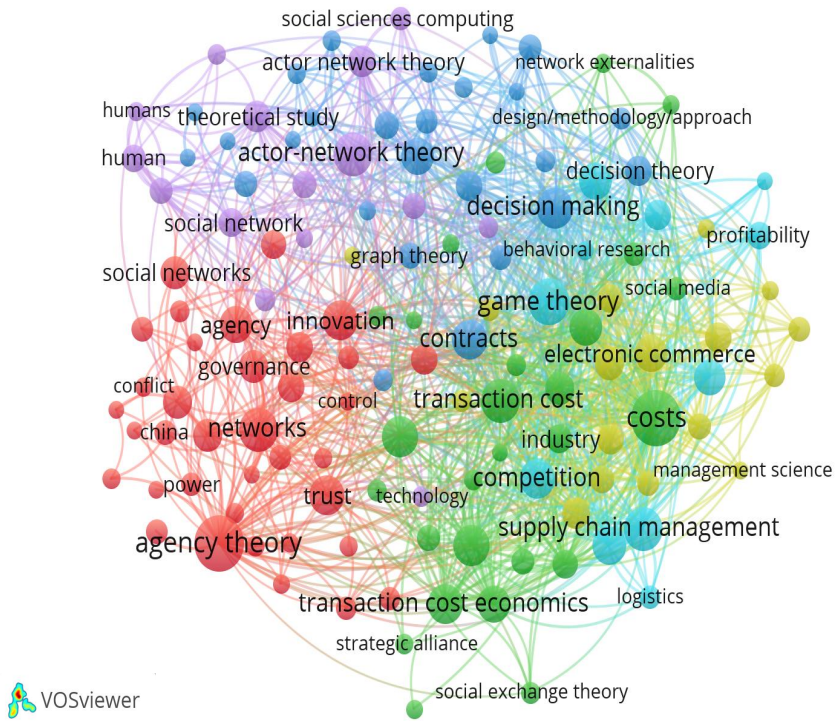 social sciences computing
actor network theory
network externalities
humans
theoretical study
design/methodology/approach
human
actor-network theory
decision theory
decision making
social network
profitability
graph theory
behavioral research
social networks
social media
game theory
agency
innovation
contracts
electronic commerce
governance
conflict
control
transaction cost
costs
china
networks
industry
management science
power
trust
technology
competition
supply chain management
agency theory
logistics
transaction cost economics
strategic alliance
social exchange theory
VOSviewer